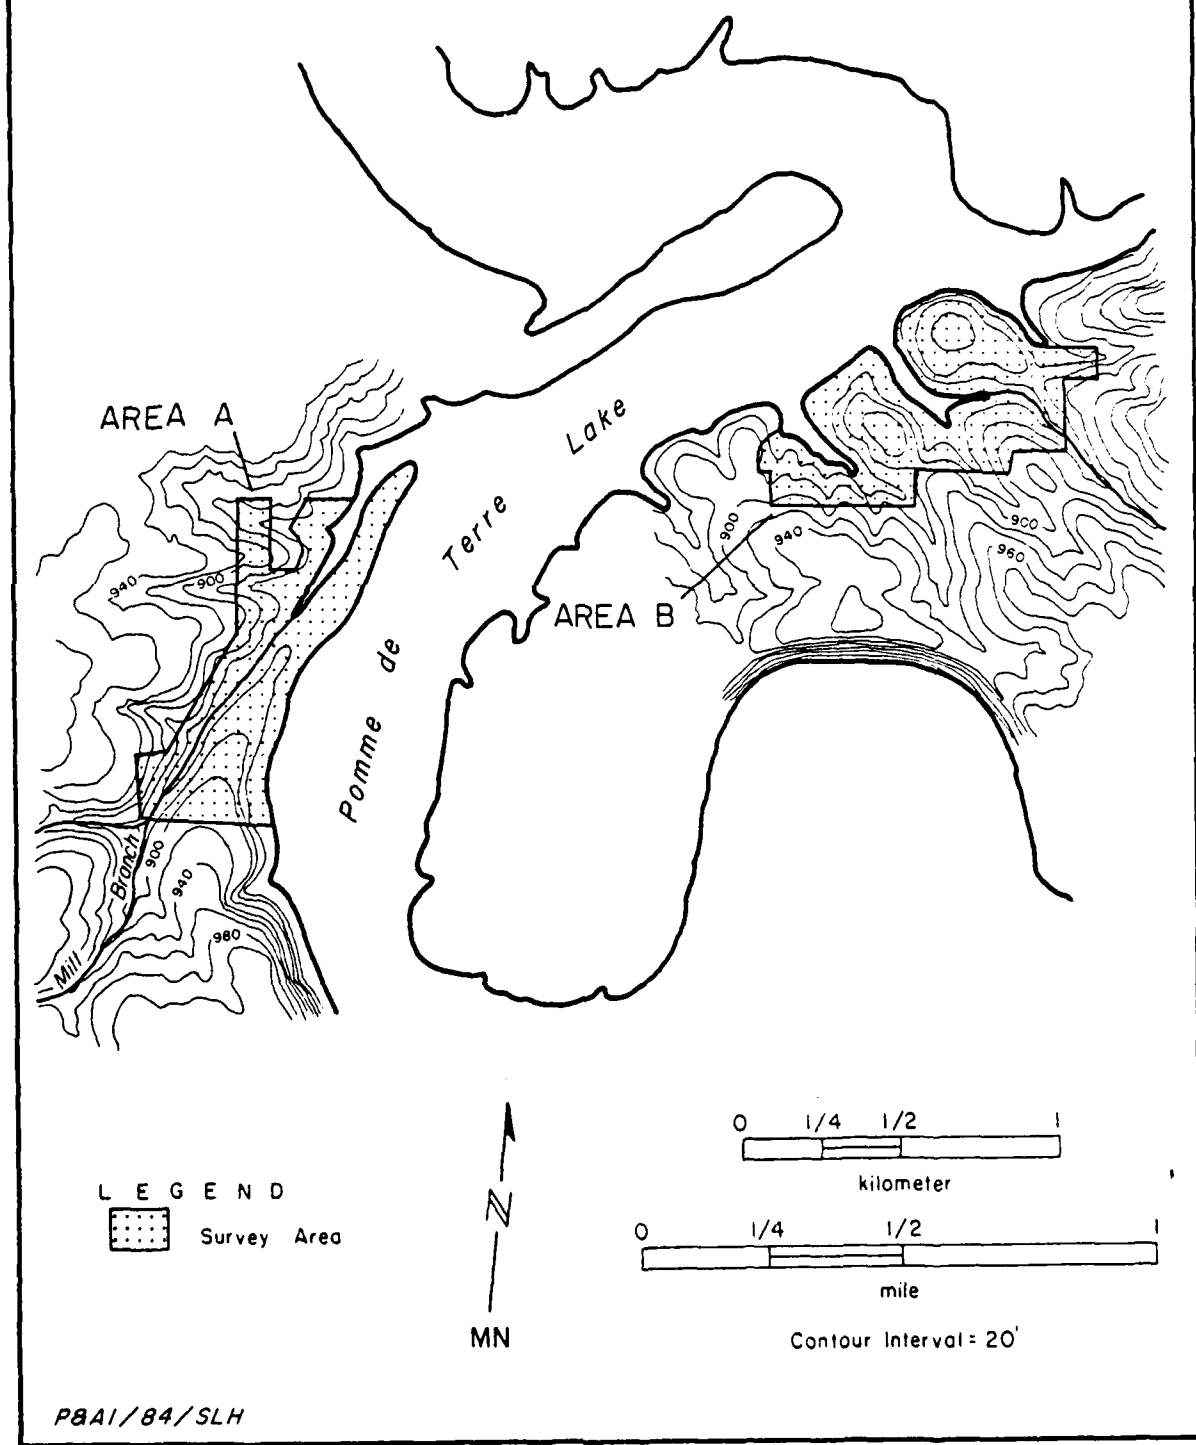 AREA A
Lake
Terre
de
Pomme
AREA B
940
900
900
940
900
960
900
940
980
Mill Branch
0 1/4 1/2 1
kilometer
0 1/4 1/2 1
mile
Contour Interval = 20'
LEGEND
Survey Area
N
MN
P&AI/84/SLH